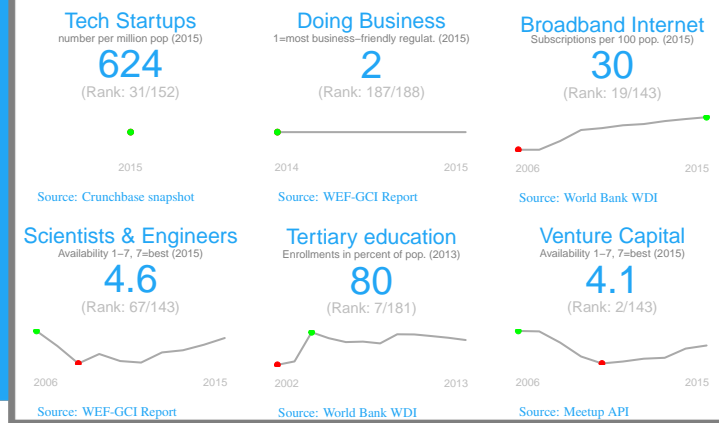 Tech Startups
number per million pop (2015)
624
(Rank: 31/152)
2015
Source: Crunchbase snapshot
Doing Business
1=most business−friendly regulat. (2015)
2
(Rank: 187/188)
2014 2015
Source: WEF-GCI Report
Broadband Internet
Subscriptions per 100 pop. (2015)
30
(Rank: 19/143)
2006 2015
Source: World Bank WDI
Scientists & Engineers
Availability 1−7, 7=best (2015)
4.6
(Rank: 67/143)
2006 2015
Source: WEF-GCI Report
Tertiary education
Enrollments in percent of pop. (2013)
80
(Rank: 7/181)
2002 2013
Source: World Bank WDI
Venture Capital
Availability 1−7, 7=best (2015)
4.1
(Rank: 2/143)
2006 2015
Source: Meetup API